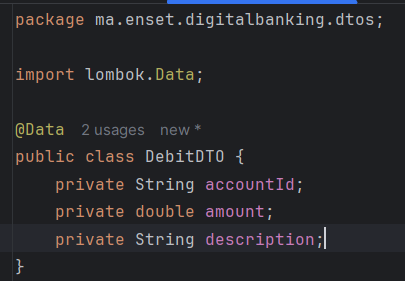 package ma.enset.digitalbanking.dtos;
import lombok.Data;
@Data 2 usages new *
public class DebitDTO {
private String accountId;
private double amount;
private String description;
}